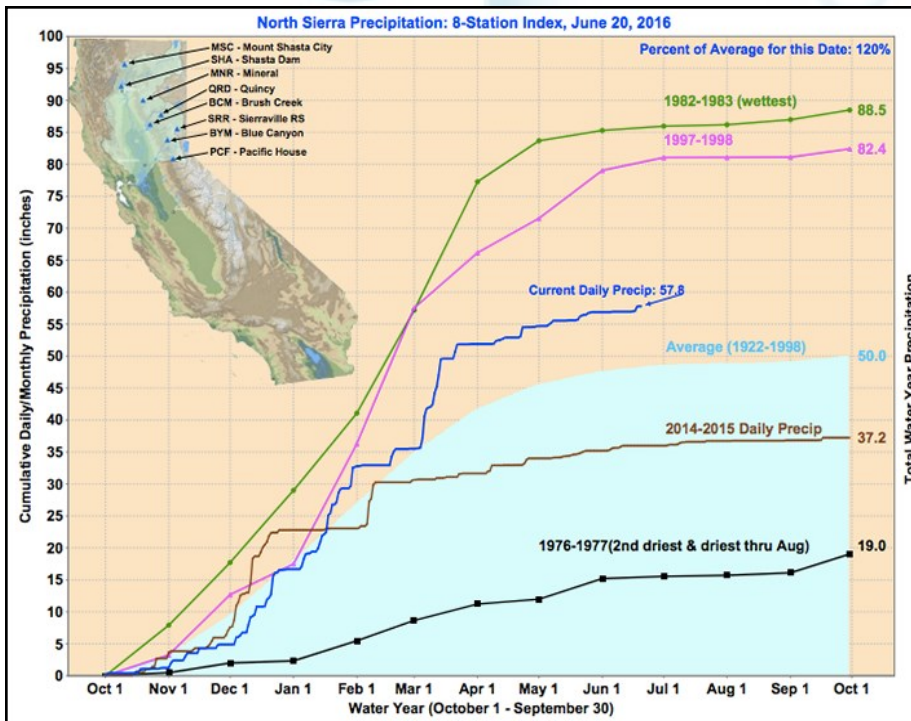 North Sierra Precipitation: 8-Station Index, June 20, 2016
Percent of Average for this Date: 120%
MSC - Mount Shasta City
SHA - Shasta Dam
MNR - Mineral
QRD - Quincy
BCM - Brush Creek
SRR - Sierraville RS
BYM - Blue Canyon
PCF - Pacific House
1982-1983 (wettest)
88.5
1997-1998
82.4
Current Daily Precip: 57.8
Average (1922-1998)
50.0
2014-2015 Daily Precip
37.2
1976-1977(2nd driest & driest thru Aug)
19.0
Cumulative Daily/Monthly Precipitation (inches)
100
95
90
85
80
75
70
65
60
55
50
45
40
35
30
25
20
15
10
5
0
Total Water Year Precipitation
Oct 1 Nov 1 Dec 1 Jan 1 Feb 1 Mar 1 Apr 1 May 1 Jun 1 Jul 1 Aug 1 Sep 1 Oct 1
Water Year (October 1 - September 30)